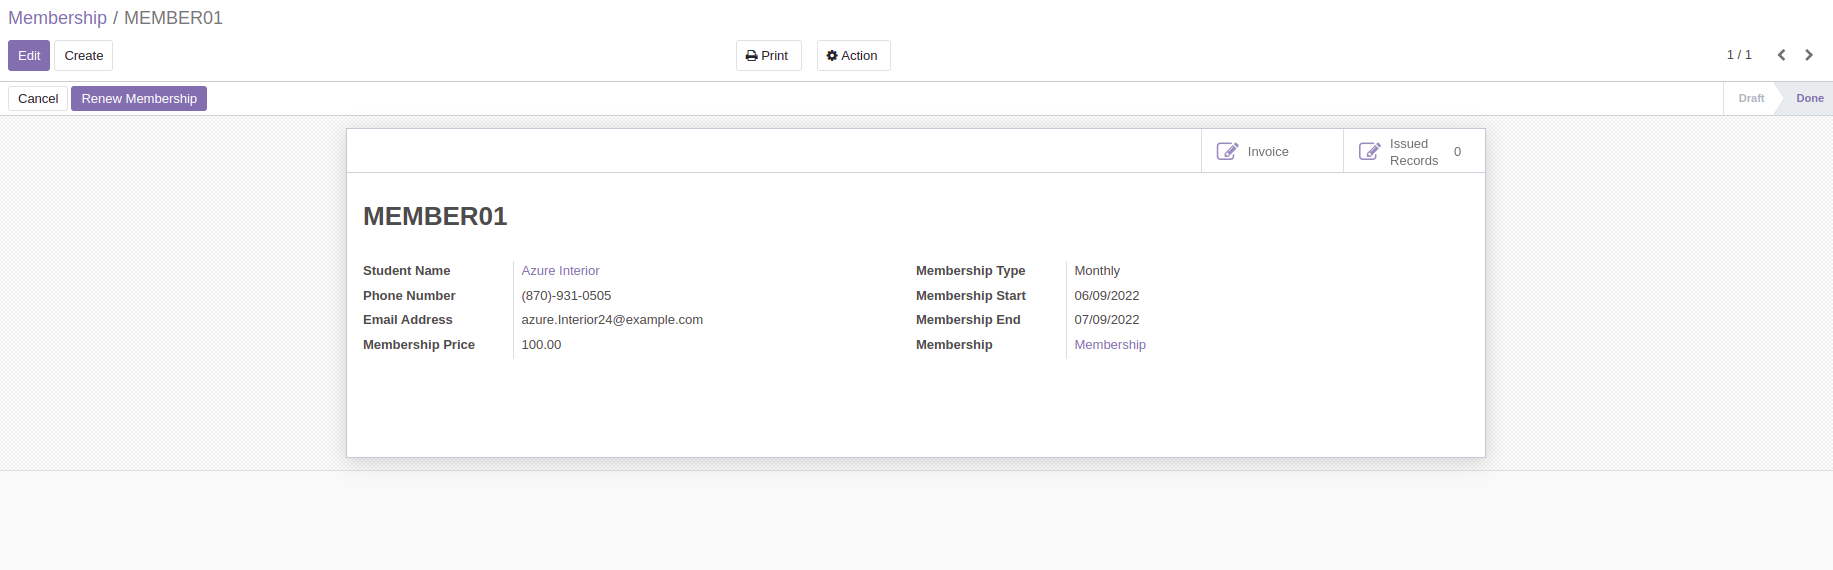 Membership / MEMBER01
Edit Create Print Action 1 / 1
Cancel Renew Membership Draft Done
Invoice
Issued
Records 0
MEMBER01
Student Name Azure Interior
Phone Number (870)-931-0505
Email Address azure.Interior24@example.com
Membership Price 100.00
Membership Type Monthly
Membership Start 06/09/2022
Membership End 07/09/2022
Membership Membership